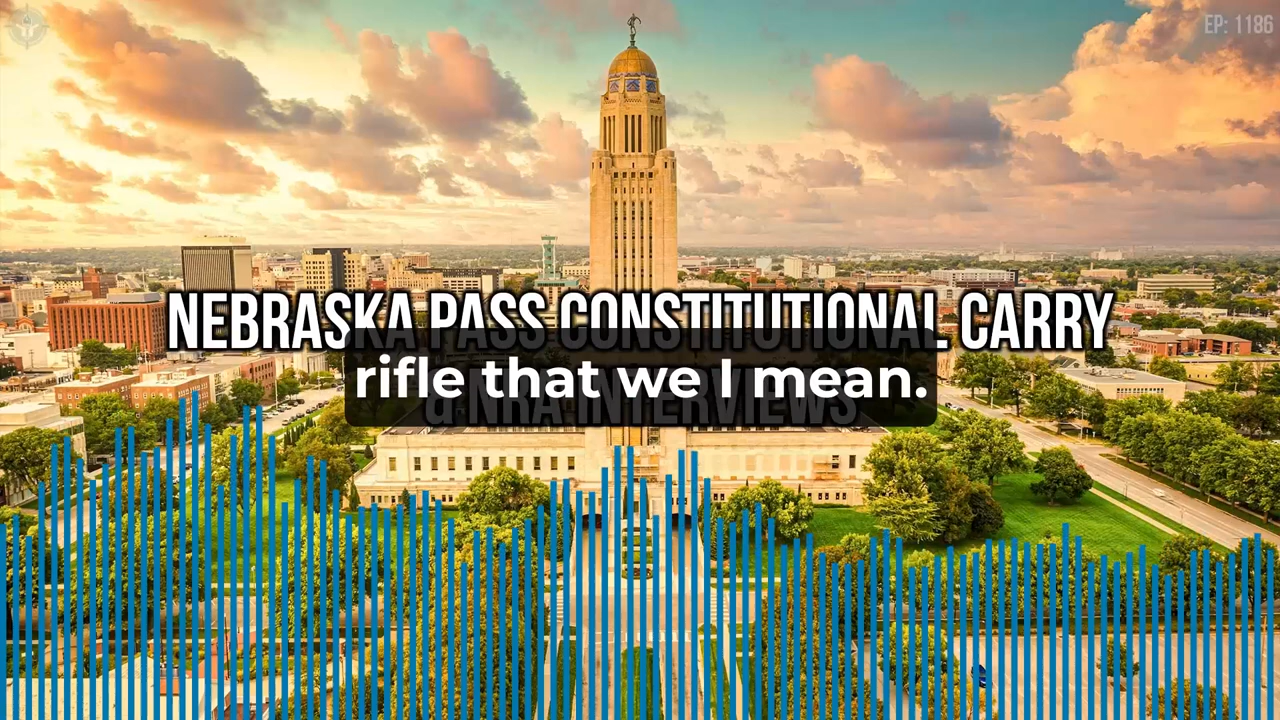 EP: 1186
NEBRASKA PASS CONSTITUTIONAL CARRY
& NRA INTERVIEWS
rifle that we I mean.